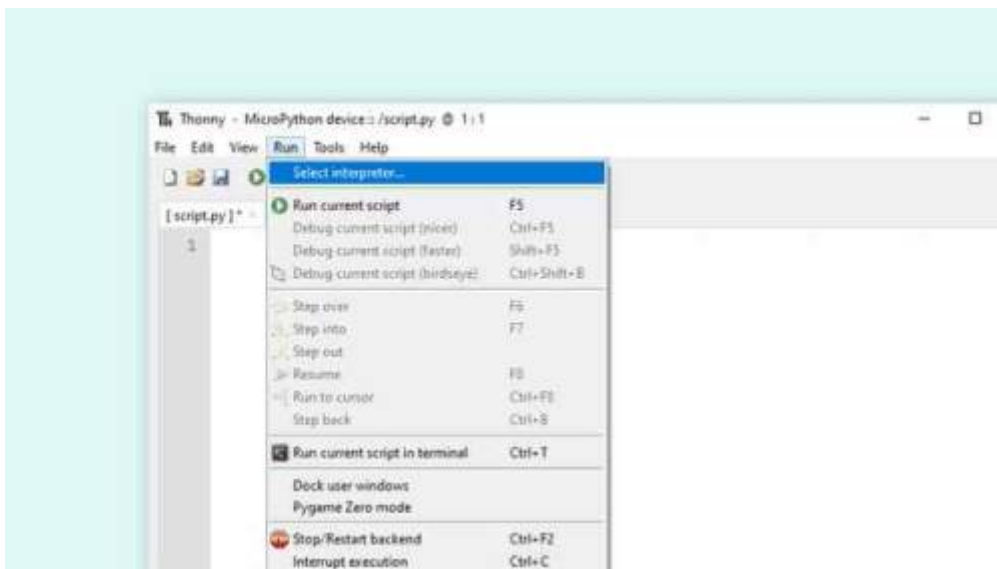 Thonny - MicroPython device :: /script.py @ 1 : 1
File Edit View Run Tools Help
Select interpreter...
[ script.py ] *
1
Run current script F5
Debug current script (nicer) Ctrl+F5
Debug current script (faster) Shift+F5
Debug current script (birdseye) Ctrl+Shift+B
Step over F6
Step into F7
Step out
Resume F8
Run to cursor Ctrl+F8
Step back Ctrl+B
Run current script in terminal Ctrl+T
Dock user windows
Pygame Zero mode
Stop/Restart backend Ctrl+F2
Interrupt execution Ctrl+C